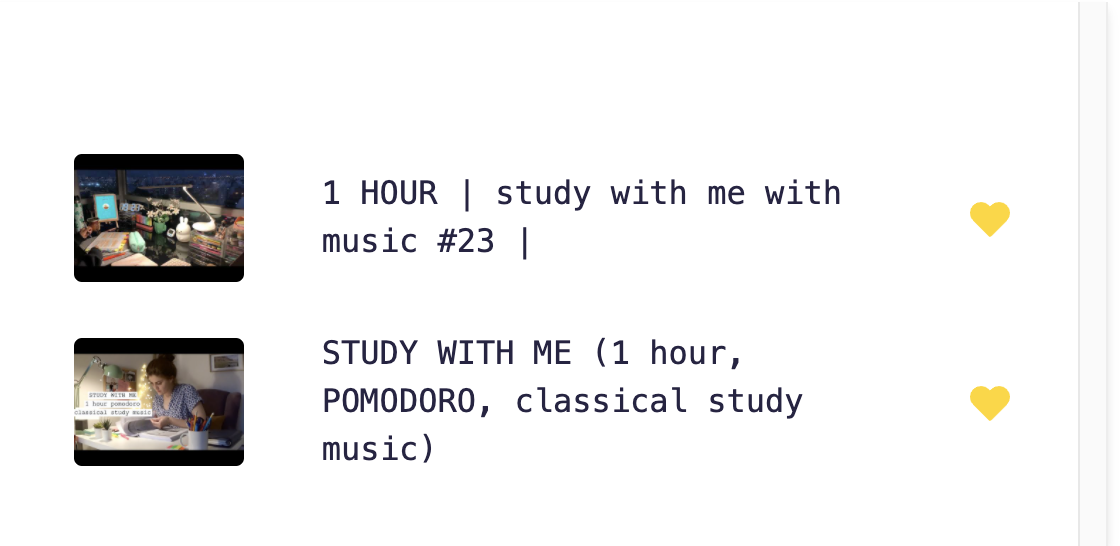 1 HOUR | study with me with
music #23 |
STUDY WITH ME (1 hour,
POMODORO, classical study
music)
STUDY WITH ME
1 hour pomodoro
classical study music